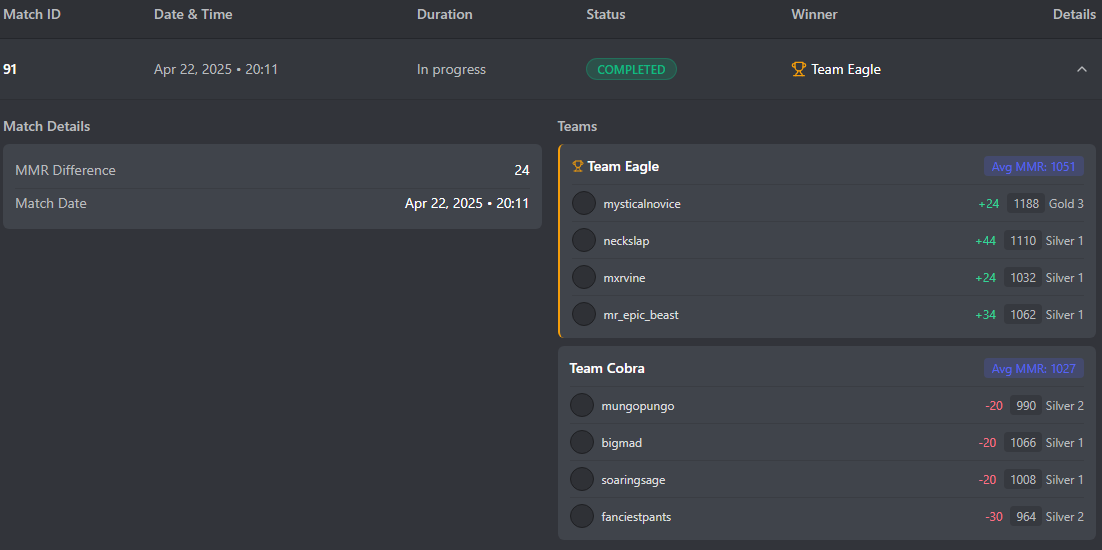 Match ID Date & Time Duration Status Winner Details
91 Apr 22, 2025 • 20:11 In progress COMPLETED Team Eagle
Match Details
MMR Difference 24
Match Date Apr 22, 2025 • 20:11
Teams
Team Eagle Avg MMR: 1051
mysticalnovice +24 1188 Gold 3
neckslap +44 1110 Silver 1
mxrvine +24 1032 Silver 1
mr_epic_beast +34 1062 Silver 1
Team Cobra Avg MMR: 1027
mungopungo -20 990 Silver 2
bigmad -20 1066 Silver 1
soaringsage -20 1008 Silver 1
fanciestpants -30 964 Silver 2